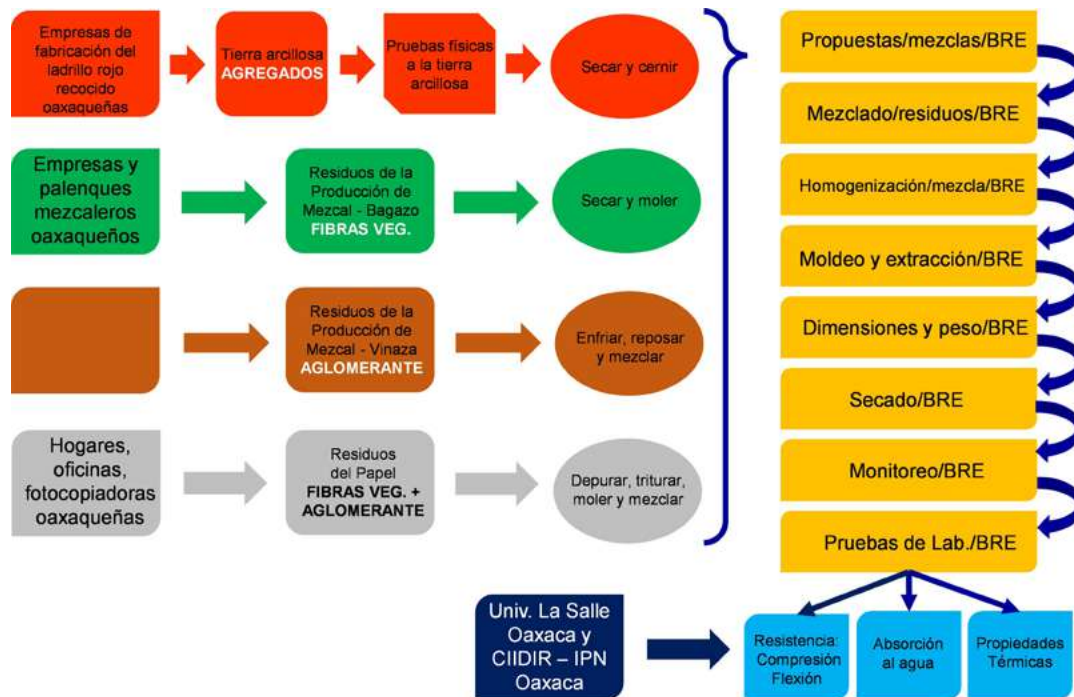 Empresas de
fabricación del
ladrillo rojo
recocido
oaxaqueñas
Tierra arcillosa
AGREGADOS
Pruebas físicas
a la tierra
arcillosa
Secar y cernir
Empresas y
palenques
mezcaleros
oaxaqueños
Residuos de la
Producción de
Mezcal - Bagazo
FIBRAS VEG.
Secar y moler
Residuos de la
Producción de
Mezcal - Vinaza
AGLOMERANTE
Enfriar, reposar
y mezclar
Hogares,
oficinas,
fotocopiadoras
oaxaqueñas
Residuos
del Papel
FIBRAS VEG. +
AGLOMERANTE
Depurar, triturar,
moler y mezclar
Propuestas/mezclas/BRE
Mezclado/residuos/BRE
Homogenización/mezcla/BRE
Moldeo y extracción/BRE
Dimensiones y peso/BRE
Secado/BRE
Monitoreo/BRE
Pruebas de Lab./BRE
Univ. La Salle
Oaxaca y
CIIDIR – IPN
Oaxaca
Resistencia:
Compresión
Flexión
Absorción
al agua
Propiedades
Térmicas